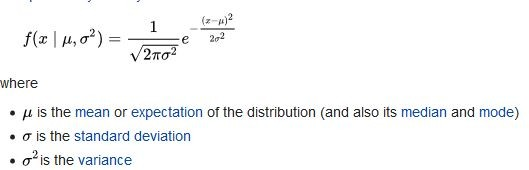 f(x | μ, σ²) = 1/√(2πσ²) e^(−(x−μ)²/(2σ²))
where
• μ is the mean or expectation of the distribution (and also its median and mode)
• σ is the standard deviation
• σ² is the variance